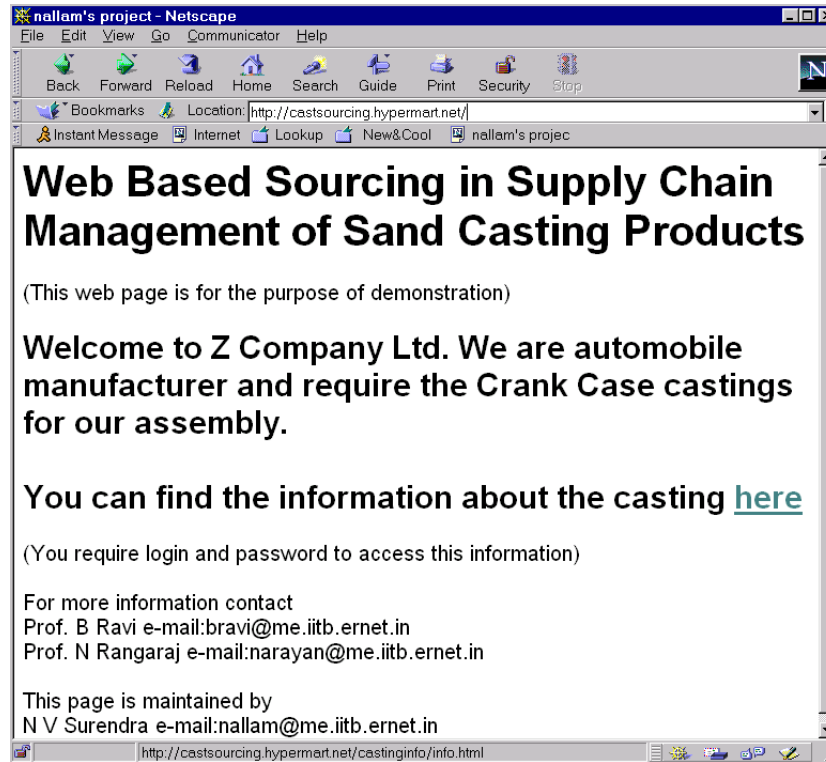 nallam's project - Netscape
File Edit View Go Communicator Help
Back Forward Reload Home Search Guide Print Security Stop
Bookmarks Location: http://castsourcing.hypermart.net/
Instant Message Internet Lookup New&Cool nallam's projec
Web Based Sourcing in Supply Chain
Management of Sand Casting Products
(This web page is for the purpose of demonstration)
Welcome to Z Company Ltd. We are automobile
manufacturer and require the Crank Case castings
for our assembly.
You can find the information about the casting here
(You require login and password to access this information)
For more information contact
Prof. B Ravi e-mail:bravi@me.iitb.ernet.in
Prof. N Rangaraj e-mail:narayan@me.iitb.ernet.in
This page is maintained by
N V Surendra e-mail:nallam@me.iitb.ernet.in
http://castsourcing.hypermart.net/castinginfo/info.html